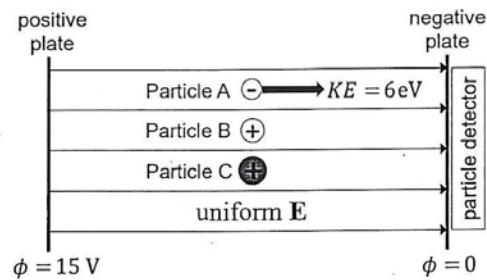 positive
plate
negative
plate
Particle A - KE = 6eV
Particle B +
Particle C +
uniform E
particle detector
ϕ = 15 V
ϕ = 0